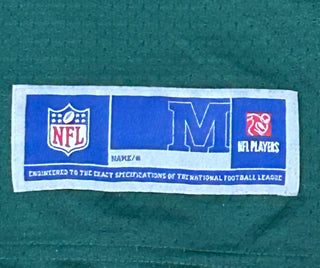 NFL
M
NFL PLAYERS
NAME/#
ENGINEERED TO THE EXACT SPECIFICATIONS OF THE NATIONAL FOOTBALL LEAGUE